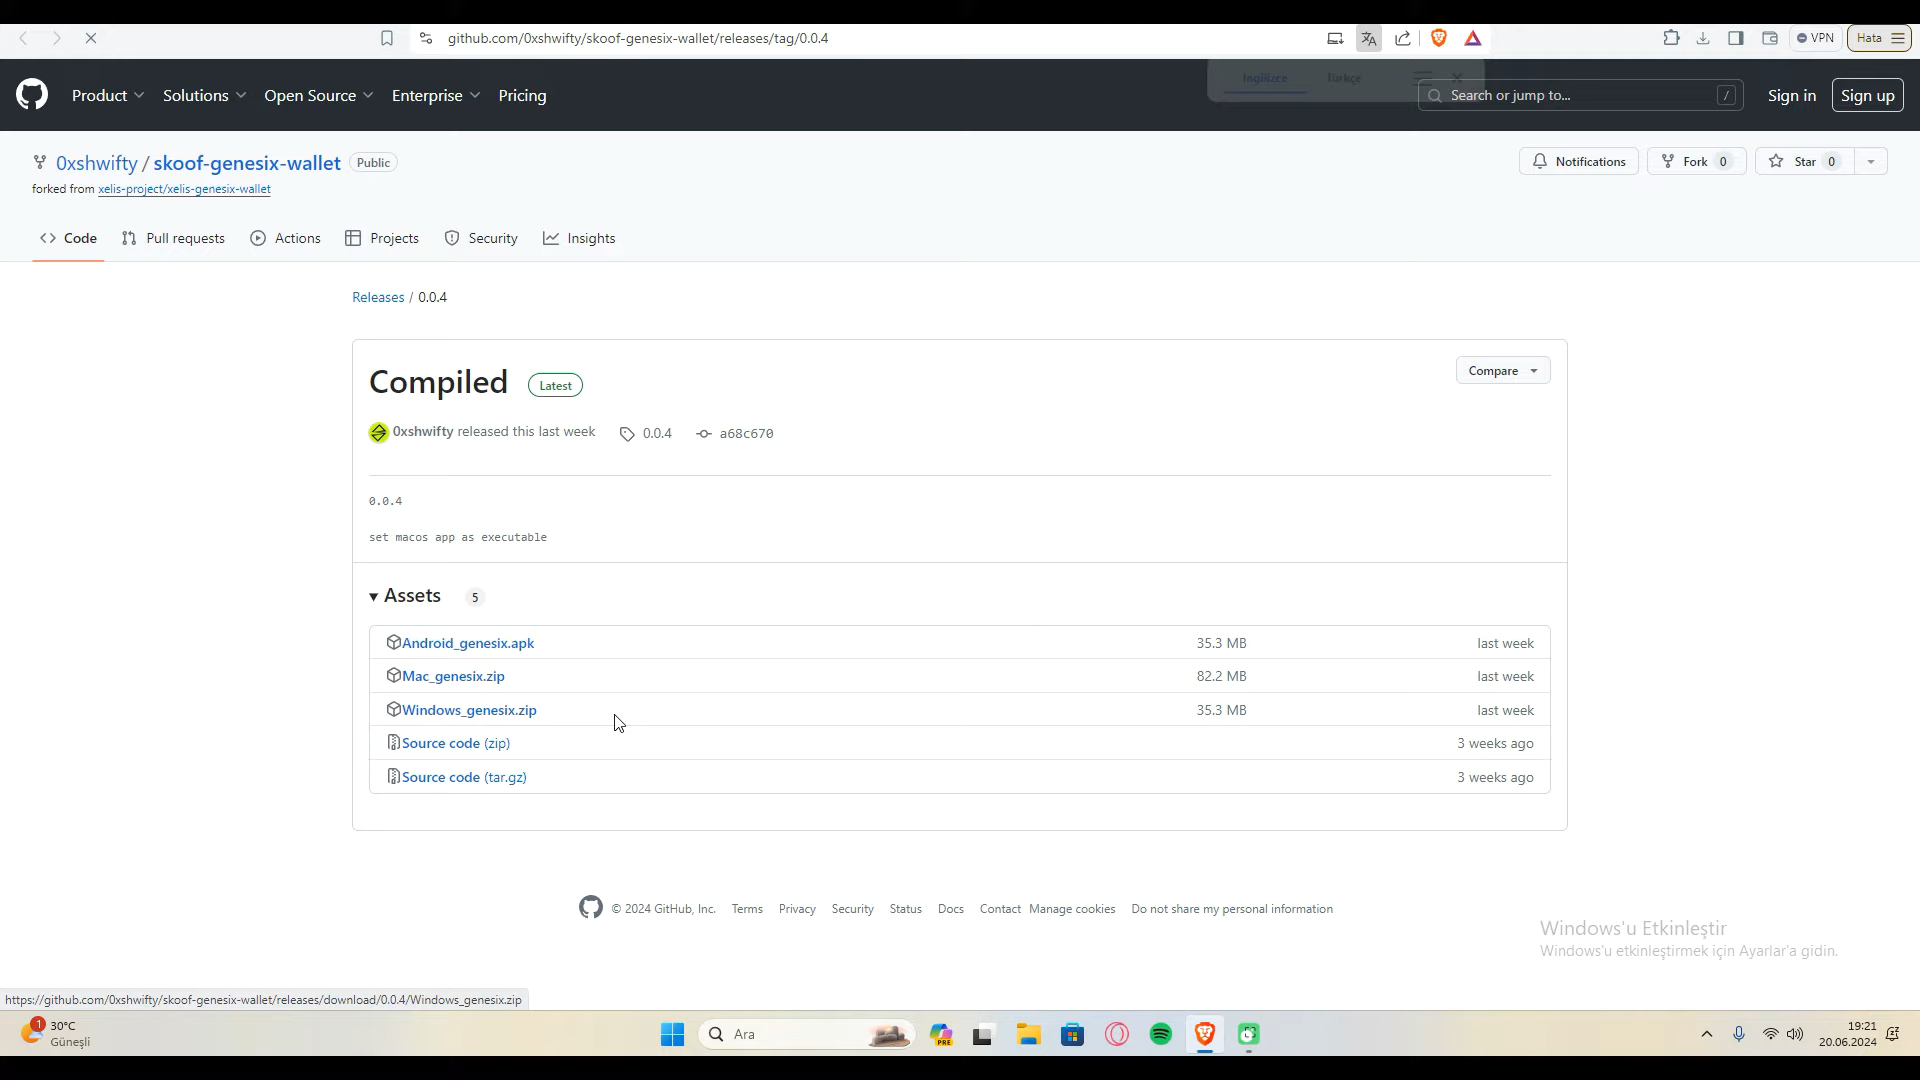 github.com/0xshwifty/skoof-genesix-wallet/releases/tag/0.0.4
VPN
Hata
İngilizce Türkçe
Product Solutions Open Source Enterprise Pricing
Search or jump to... /
Sign in Sign up
0xshwifty / skoof-genesix-wallet Public
Notifications Fork 0 Star 0
forked from xelis-project/xelis-genesix-wallet
Code Pull requests Actions Projects Security Insights
Releases / 0.0.4
Compiled Latest
Compare
0xshwifty released this last week 0.0.4 a68c670
0.0.4
set macos app as executable
Assets 5
Android_genesix.apk 35.3 MB last week
Mac_genesix.zip 82.2 MB last week
Windows_genesix.zip 35.3 MB last week
Source code (zip) 3 weeks ago
Source code (tar.gz) 3 weeks ago
© 2024 GitHub, Inc. Terms Privacy Security Status Docs Contact Manage cookies Do not share my personal information
Windows'u Etkinleştir
Windows'u etkinleştirmek için Ayarlar'a gidin.
https://github.com/0xshwifty/skoof-genesix-wallet/releases/download/0.0.4/Windows_genesix.zip
1
30°C
Güneşli
Ara
PRE
19:21
20.06.2024